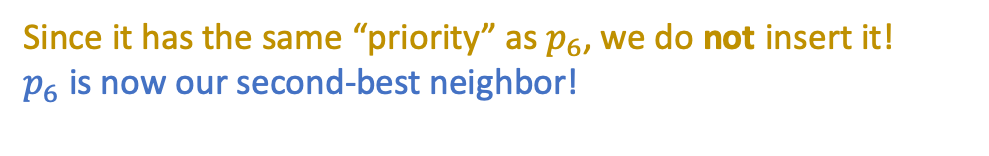 Since it has the same “priority” as p₆, we do not insert it!
p₆ is now our second-best neighbor!